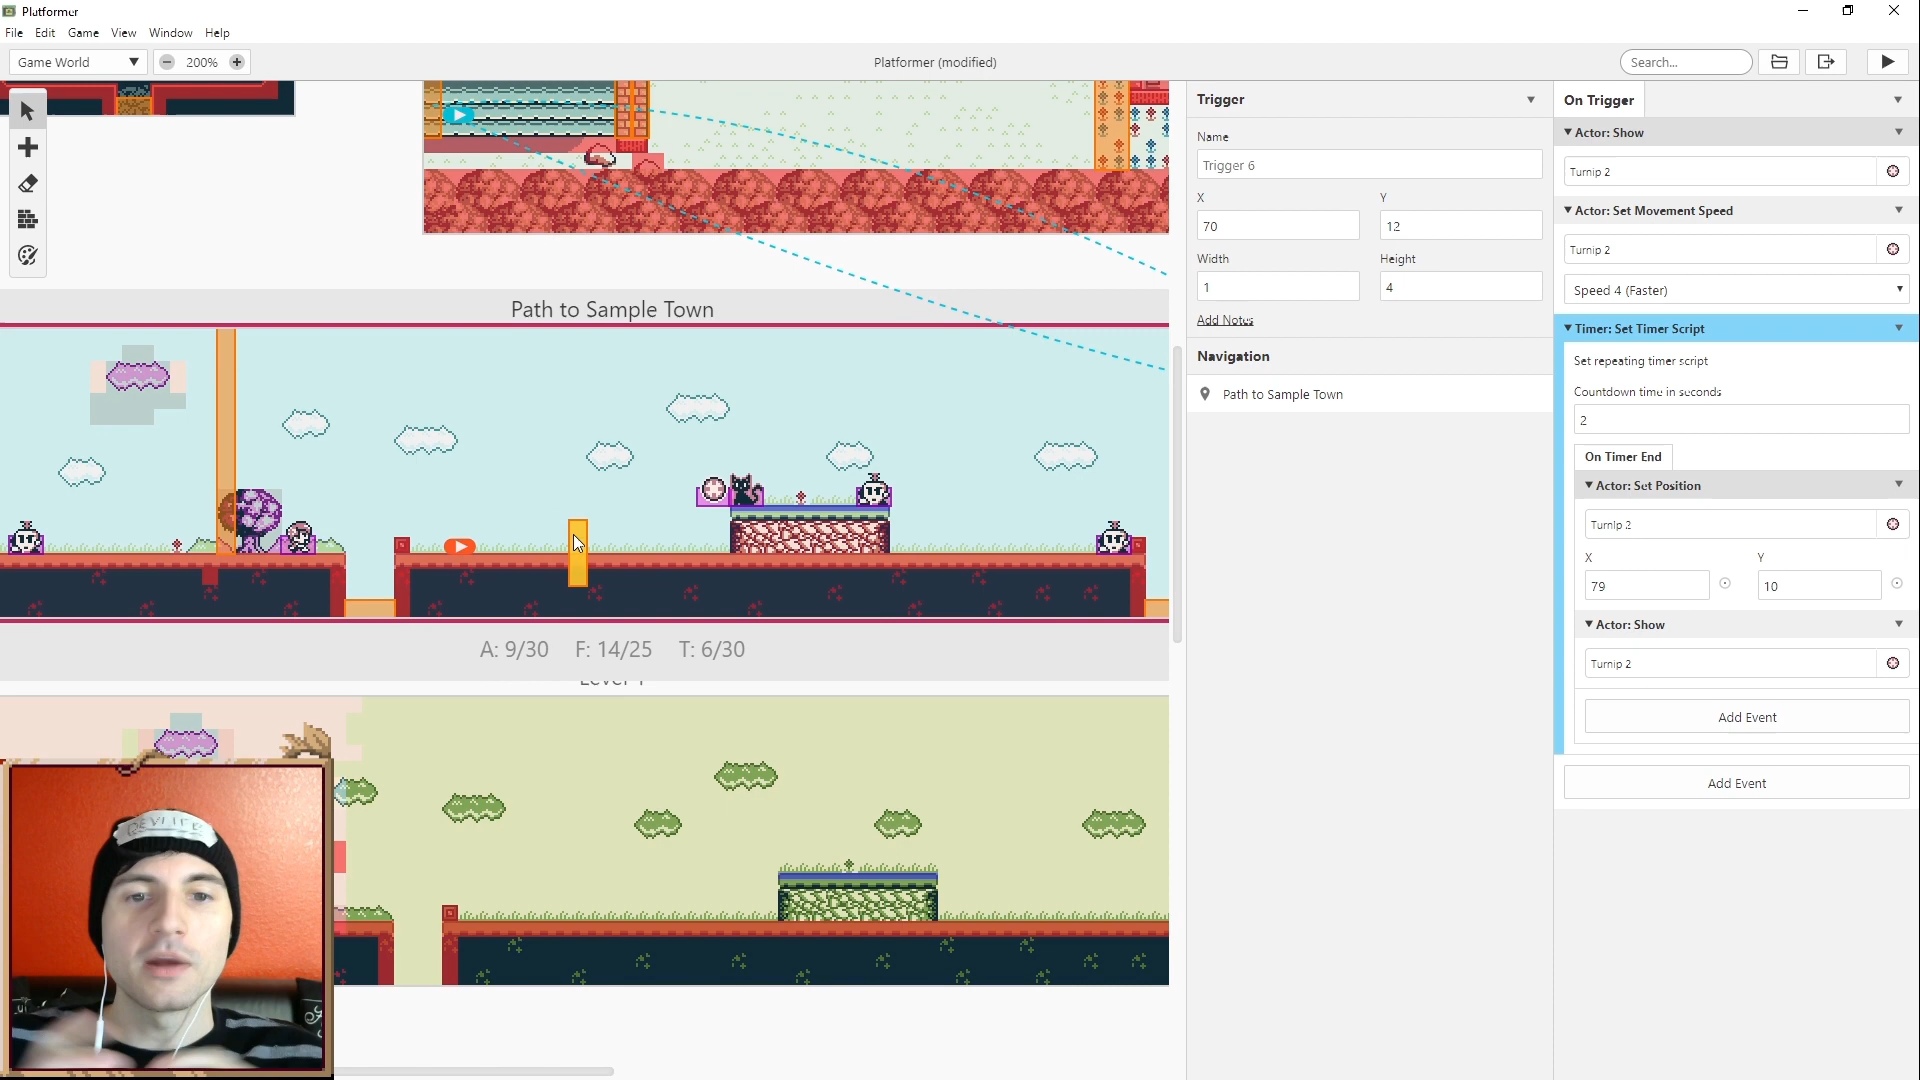 Platformer
File Edit Game View Window Help
Game World 200% Platformer (modified) Search...
Trigger
Name
Trigger 6
X Y
70 12
Width Height
1 4
Add Notes
Navigation
Path to Sample Town
On Trigger
Actor: Show
Turnip 2
Actor: Set Movement Speed
Turnip 2
Speed 4 (Faster)
Timer: Set Timer Script
Set repeating timer script
Countdown time in seconds
2
On Timer End
Actor: Set Position
Turnip 2
X Y
79 10
Actor: Show
Turnip 2
Add Event
Add Event
Path to Sample Town
A: 9/30 F: 14/25 T: 6/30